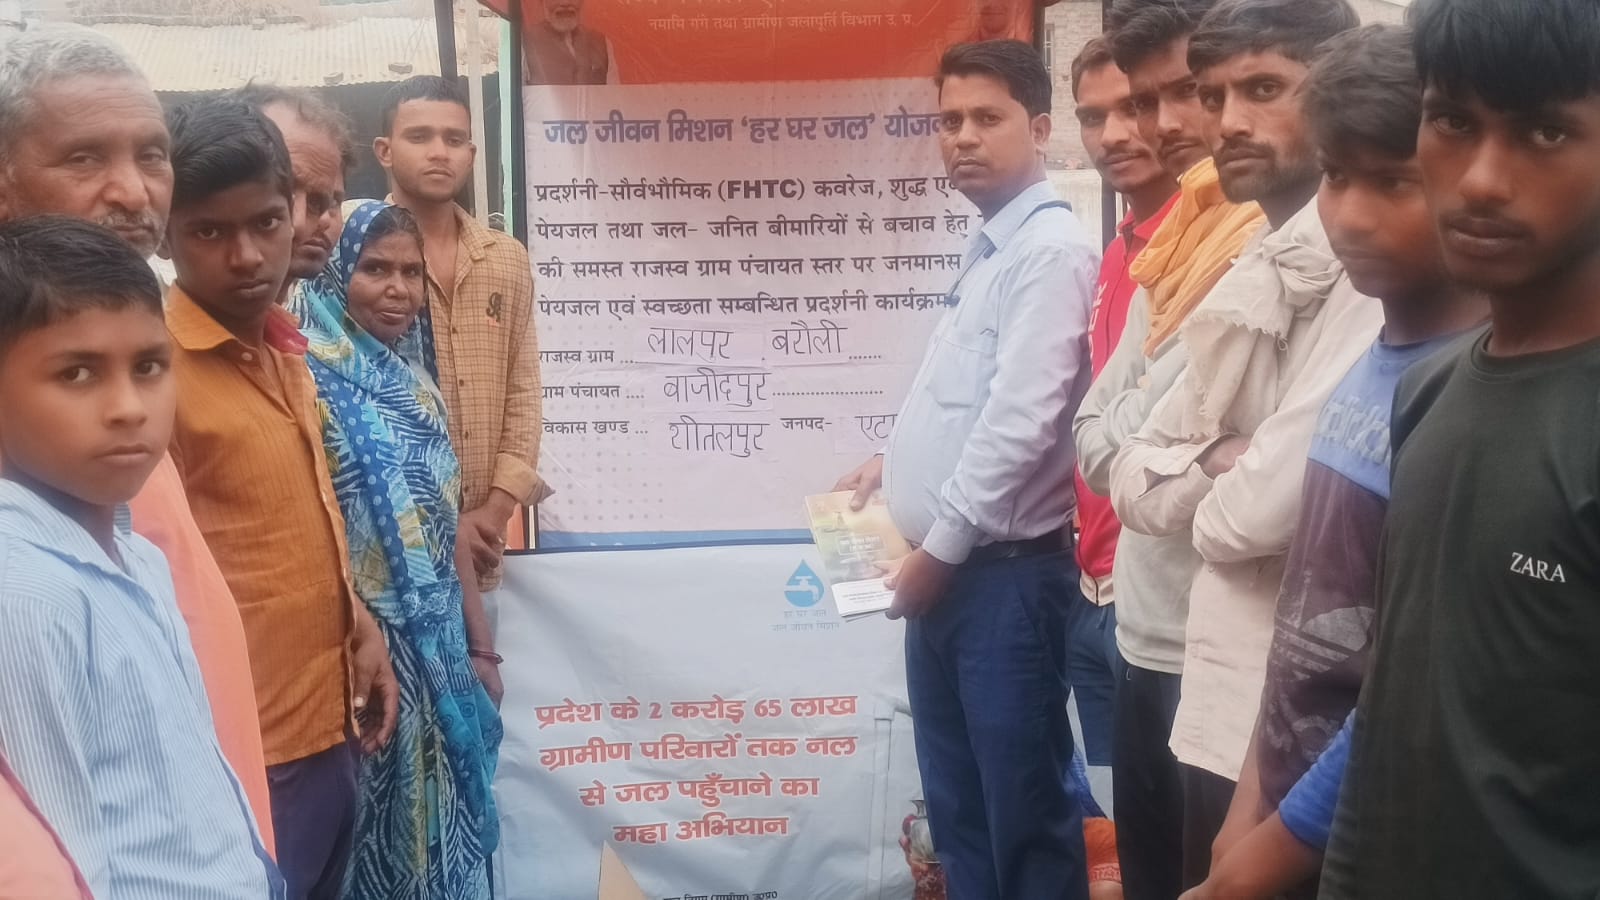 नमामि गंगे तथा ग्रामीण जलापूर्ति विभाग उ. प्र.
जल जीवन मिशन 'हर घर जल'
प्रदर्शनी-सौर्वभौमिक (FHTC) कवरेज, शुद्ध
पेयजल तथा जल- जनित बीमारियों से बचाव हेतु
की समस्त राजस्व ग्राम पंचायत स्तर पर जनमानस
पेयजल एवं स्वच्छता सम्बन्धित प्रदर्शनी कार्यक्रम
राजस्व ग्राम .... लालपुर बरौली .......
ग्राम पंचायत .... बाजीदपुर ......................
विकास खण्ड ... शीतलपुर जनपद- एटा
हर घर जल
जल जीवन मिशन
प्रदेश के 2 करोड़ 65 लाख
ग्रामीण परिवारों तक नल
से जल पहुँचाने का
महा अभियान
(ग्रामीण) उ०प्र०
ZARA